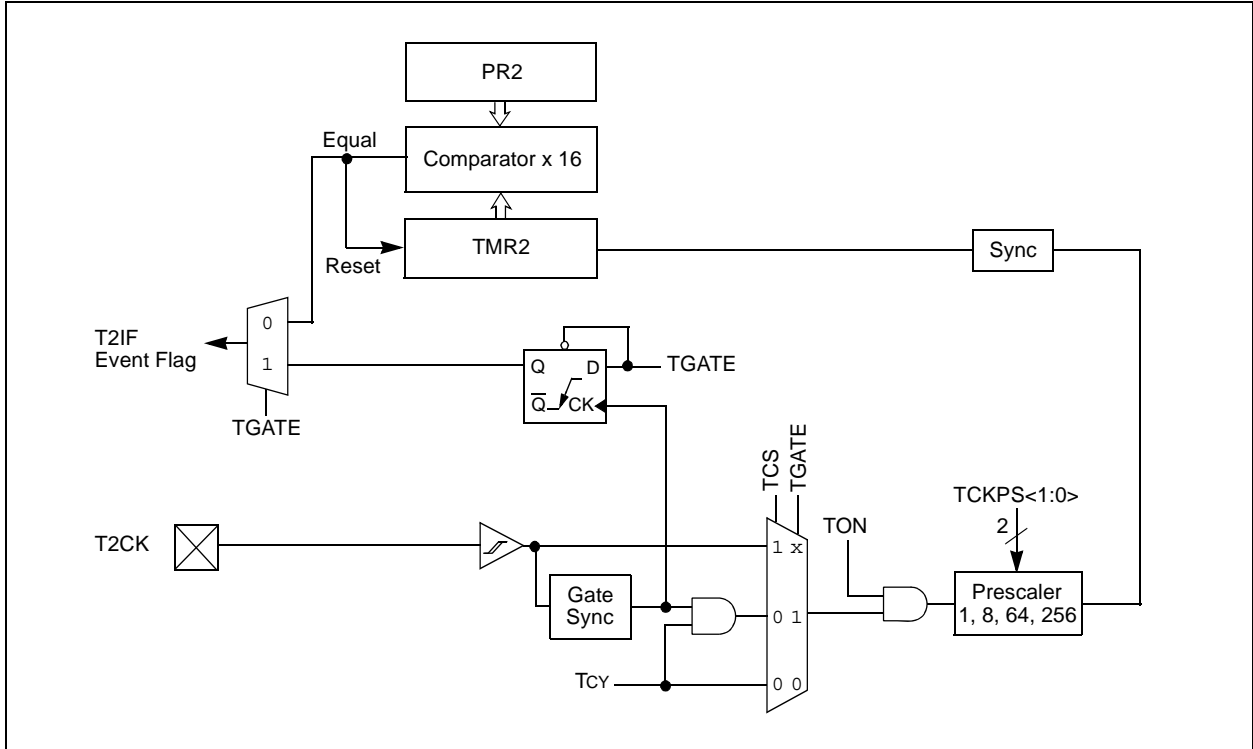 PR2
Equal
Comparator x 16
TMR2
Reset
Sync
0
T2IF
Event Flag
1
Q
D
TGATE
Q̅
CK
TGATE
TCS
TGATE
TCKPS<1:0>
2
TON
T2CK
1 x
Gate
Sync
0 1
Prescaler
1, 8, 64, 256
TCY
0 0